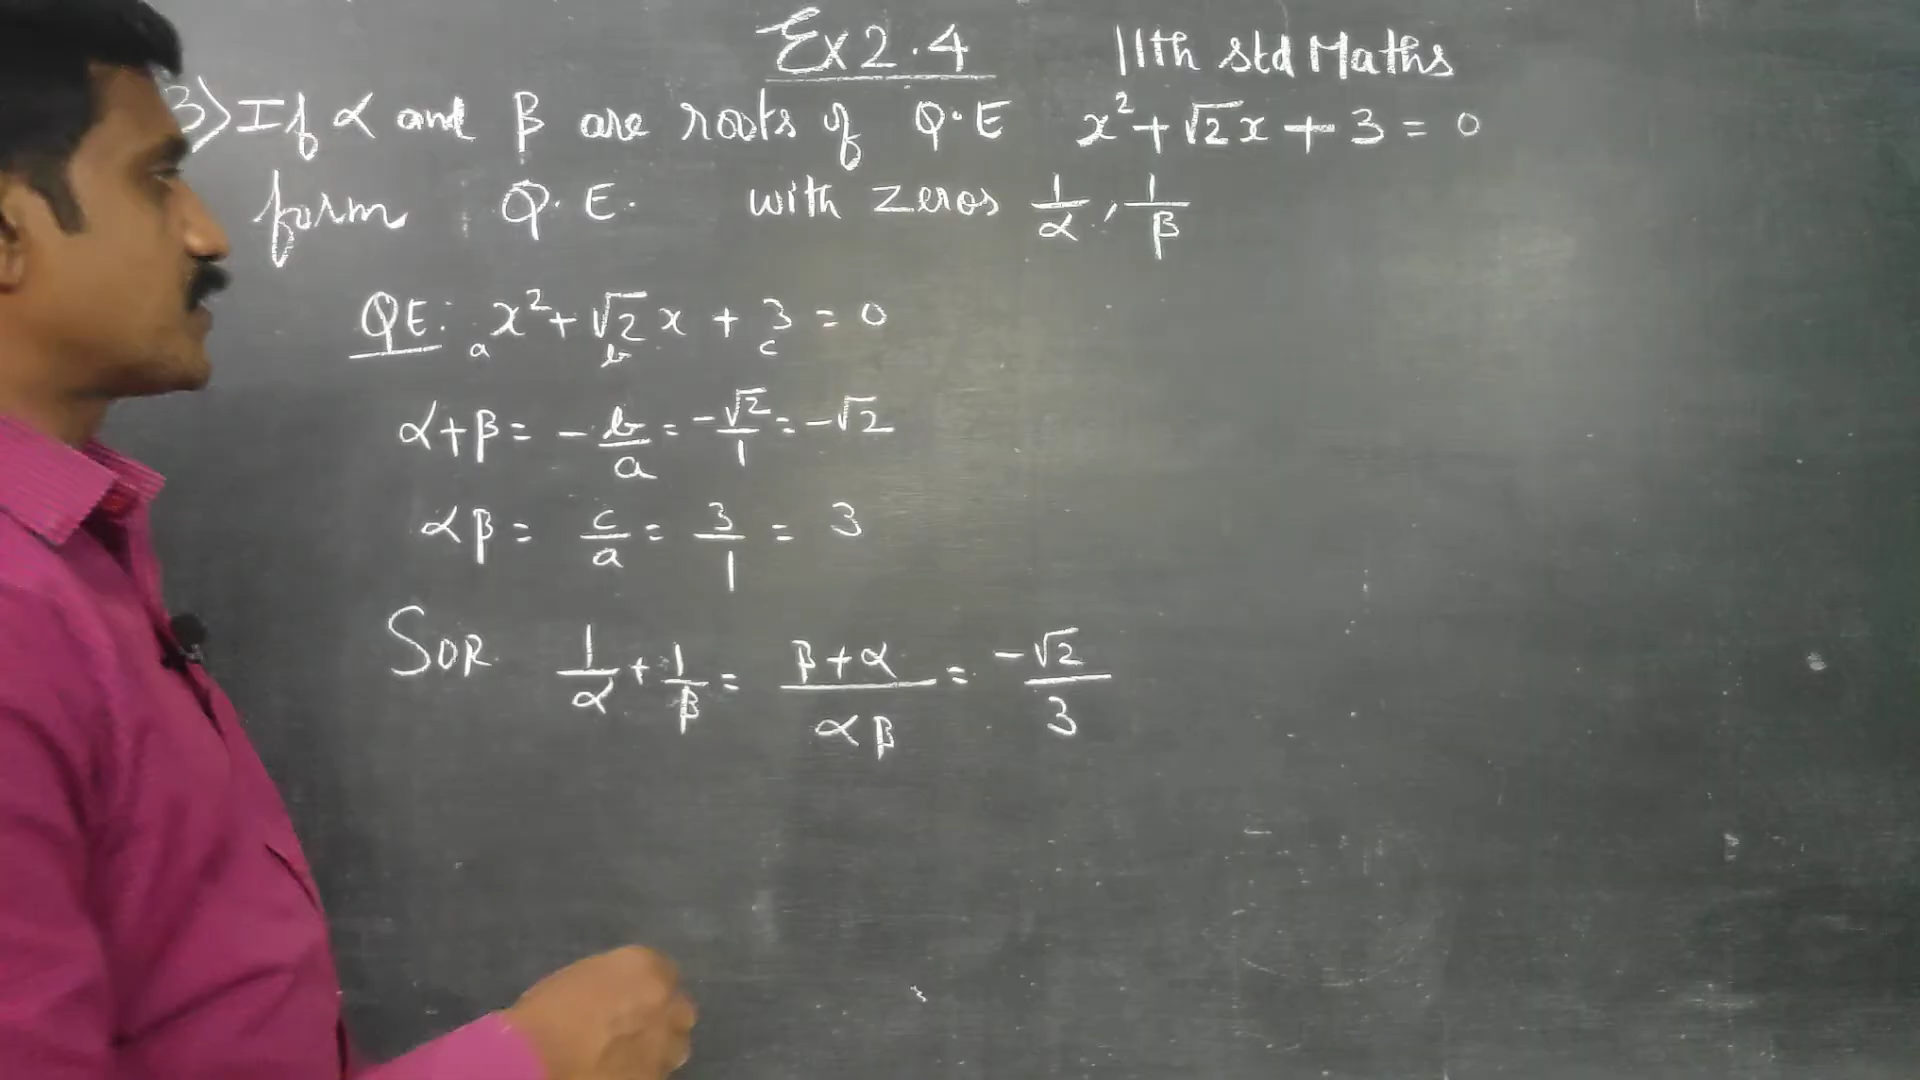 Ex 2.4 11th std Maths
3) If α and β are roots of Q.E x² + √2x + 3 = 0
form Q.E. with zeros 1/α, 1/β
QE: x² + √2 x + 3 = 0
a b c
α+β = -b/a = -√2/1 = -√2
αβ = c/a = 3/1 = 3
SOR 1/α + 1/β = β+α/αβ = -√2/3